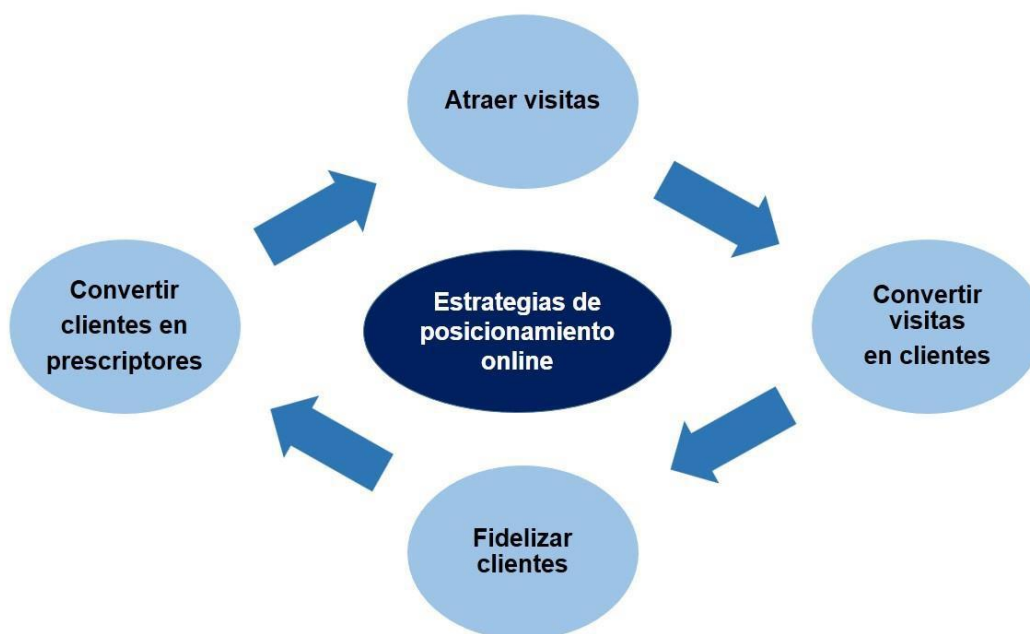 Atraer visitas
Convertir
clientes en
prescriptores
Estrategias de
posicionamiento
online
Convertir
visitas
en clientes
Fidelizar
clientes